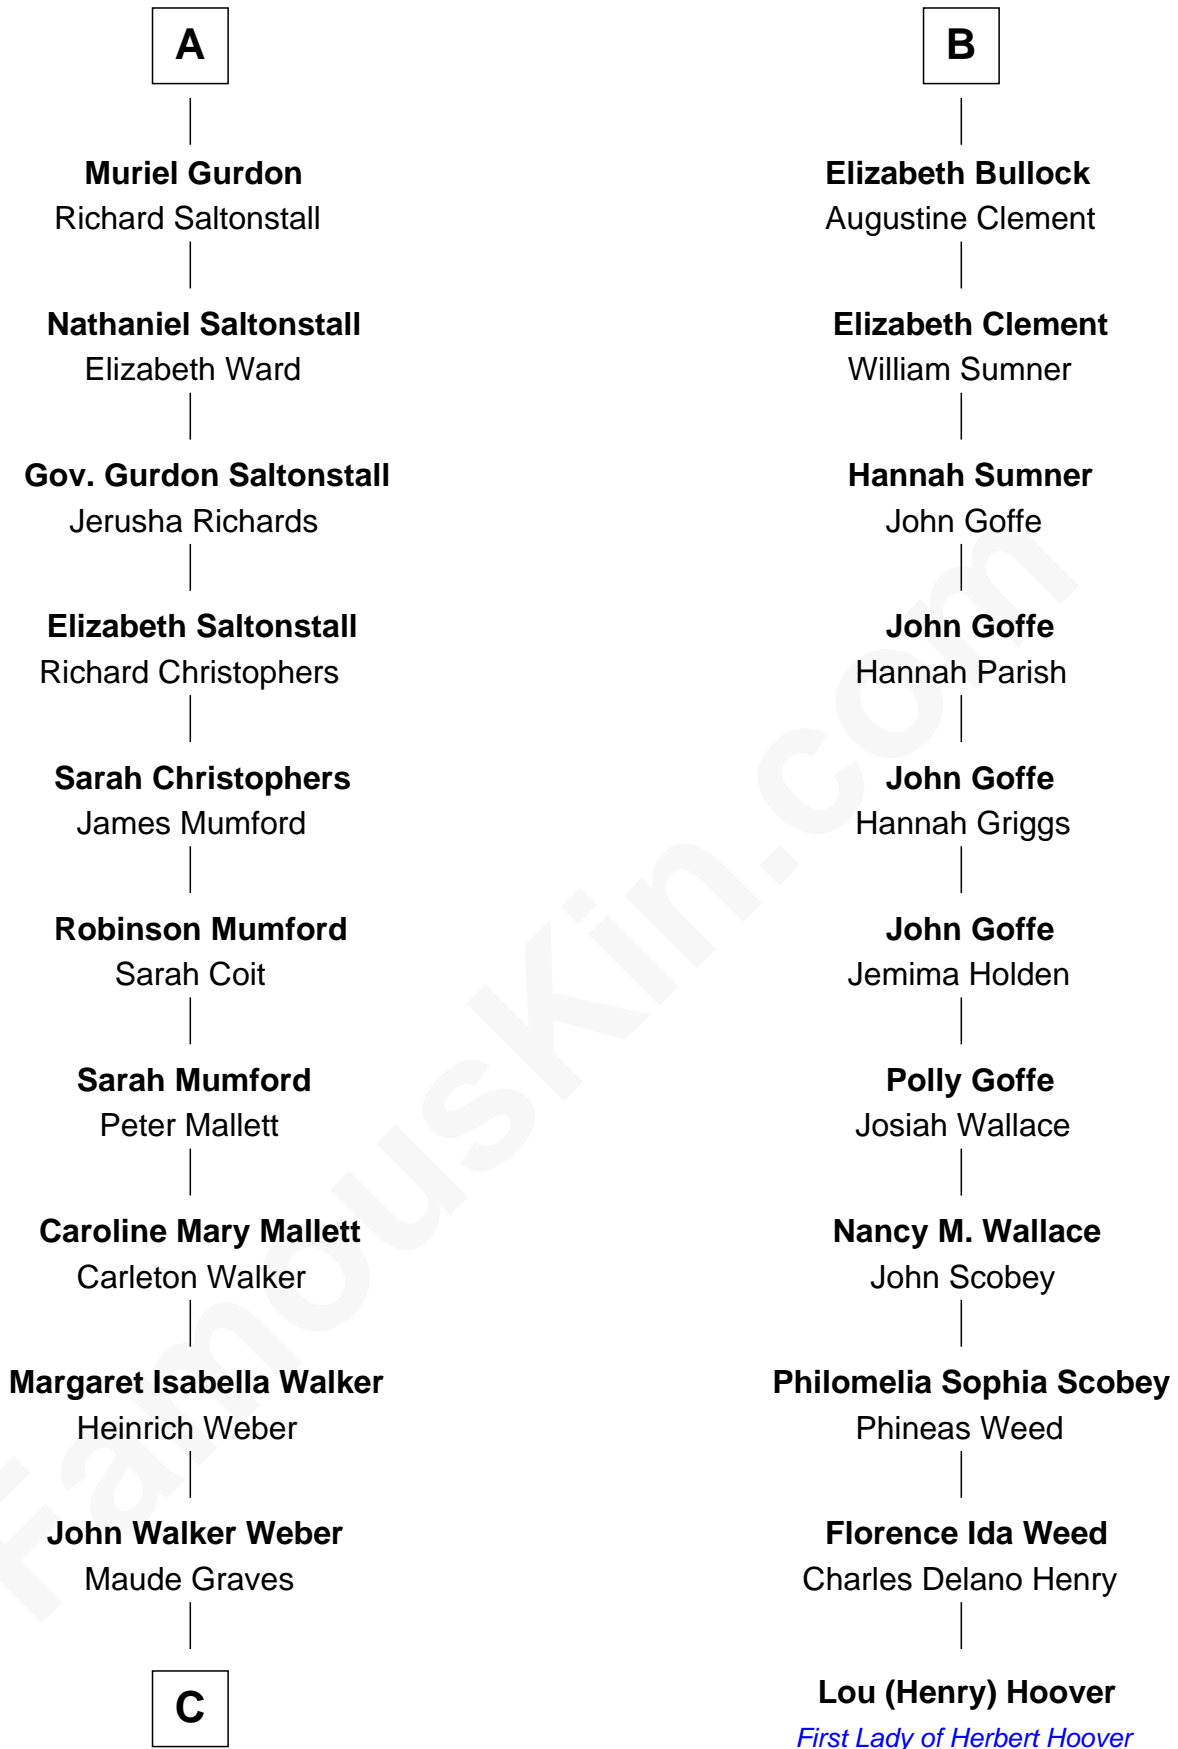 A
Muriel Gurdon
Richard Saltonstall
Nathaniel Saltonstall
Elizabeth Ward
Gov. Gurdon Saltonstall
Jerusha Richards
Elizabeth Saltonstall
Richard Christophers
Sarah Christophers
James Mumford
Robinson Mumford
Sarah Coit
Sarah Mumford
Peter Mallett
Caroline Mary Mallett
Carleton Walker
Margaret Isabella Walker
Heinrich Weber
John Walker Weber
Maude Graves
C
B
Elizabeth Bullock
Augustine Clement
Elizabeth Clement
William Sumner
Hannah Sumner
John Goffe
John Goffe
Hannah Parish
John Goffe
Hannah Griggs
John Goffe
Jemima Holden
Polly Goffe
Josiah Wallace
Nancy M. Wallace
John Scobey
Philomelia Sophia Scobey
Phineas Weed
Florence Ida Weed
Charles Delano Henry
Lou (Henry) Hoover
First Lady of Herbert Hoover
FamousKin.com